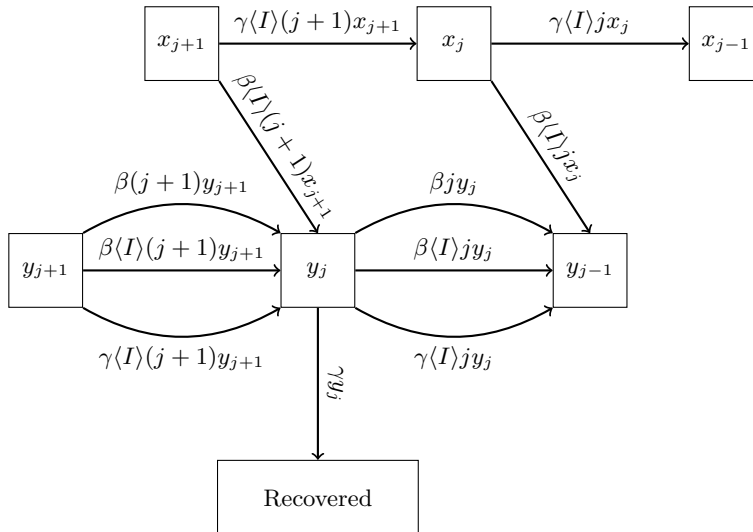 γ⟨I⟩(j+1)x_{j+1}
γ⟨I⟩jx_j
x_{j+1}
x_j
x_{j−1}
β⟨I⟩(j+1)x_{j+1}
β⟨I⟩jx_j
β(j+1)y_{j+1}
βjy_j
β⟨I⟩(j+1)y_{j+1}
β⟨I⟩jy_j
y_{j+1}
y_j
y_{j−1}
γ⟨I⟩(j+1)y_{j+1}
γ⟨I⟩jy_j
γy_j
Recovered